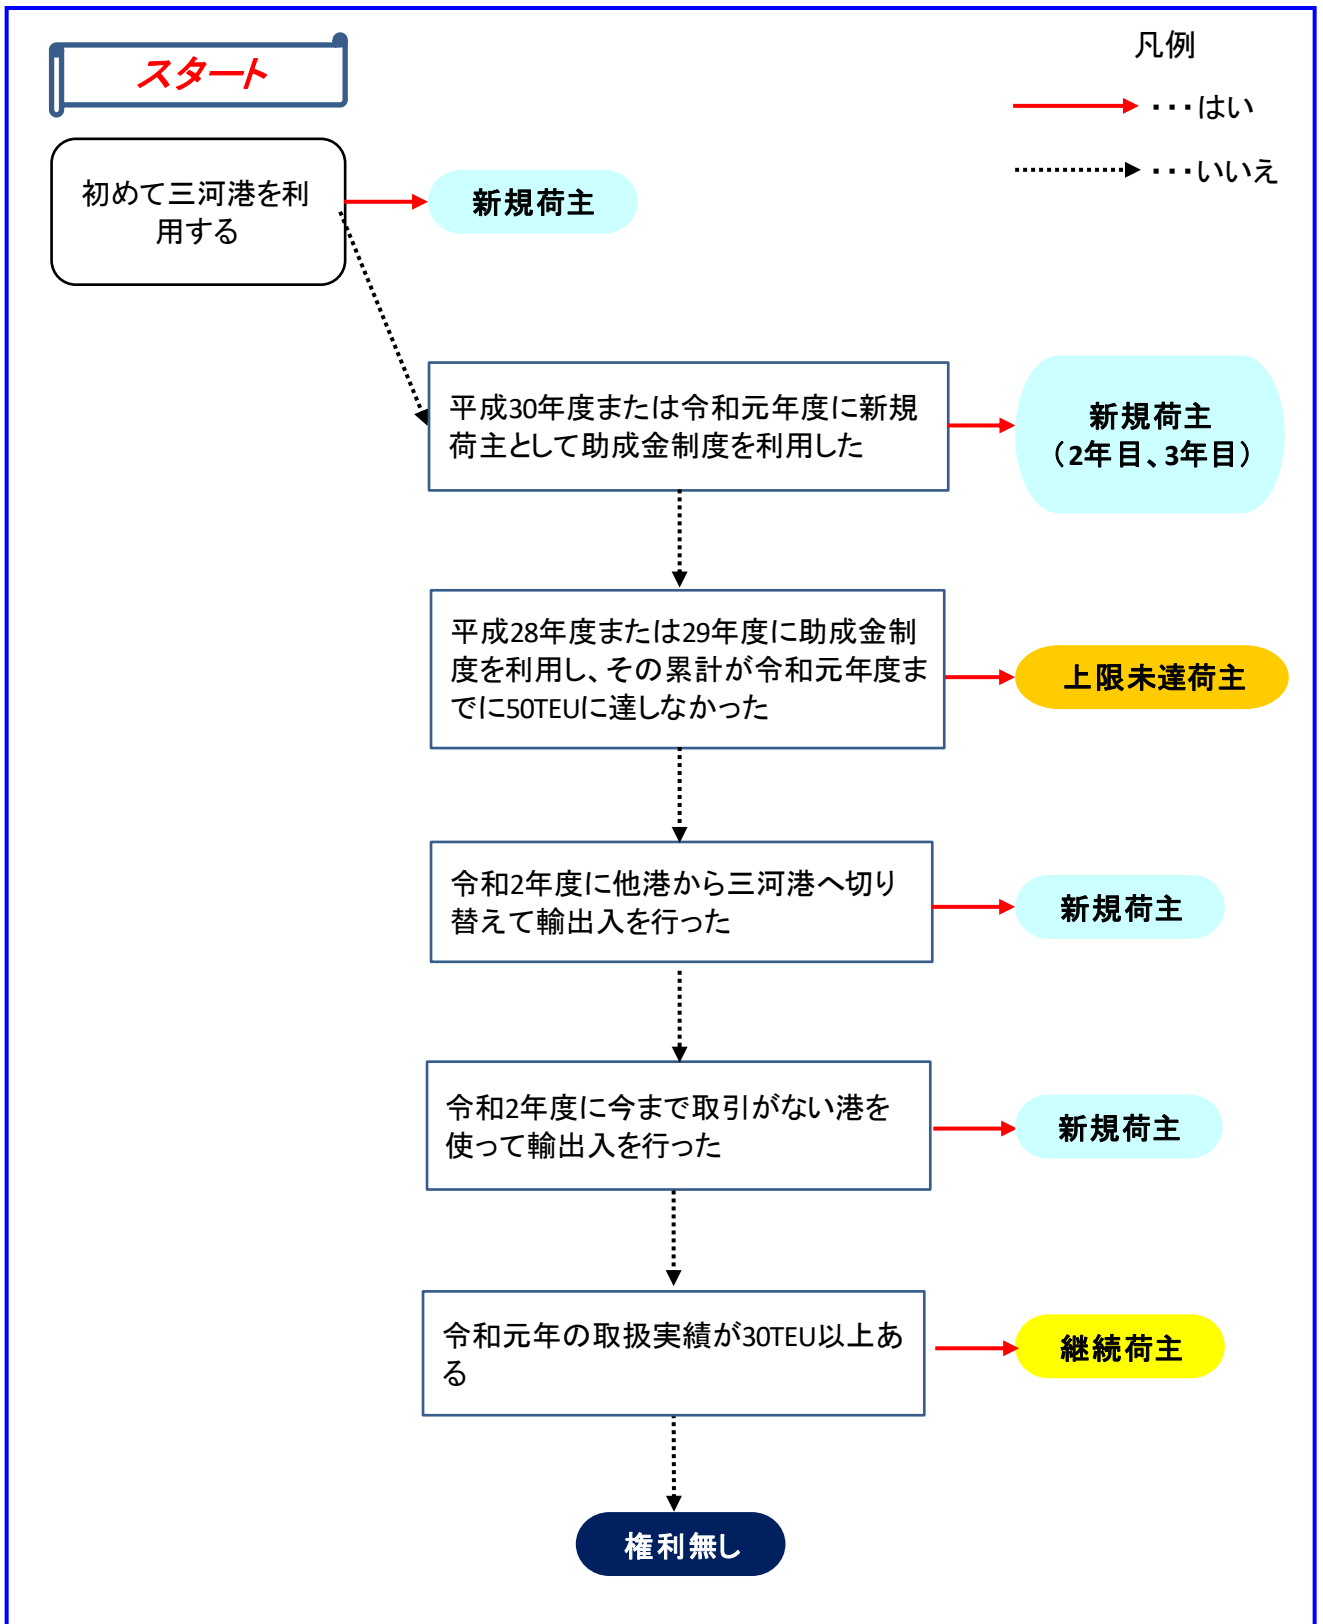 スタート
凡例
・・・はい
・・・いいえ
初めて三河港を利
用する
新規荷主
平成30年度または令和元年度に新規
荷主として助成金制度を利用した
新規荷主
（2年目、3年目）
平成28年度または29年度に助成金制
度を利用し、その累計が令和元年度ま
でに50TEUに達しなかった
上限未達荷主
令和2年度に他港から三河港へ切り
替えて輸出入を行った
新規荷主
令和2年度に今まで取引がない港を
使って輸出入を行った
新規荷主
令和元年の取扱実績が30TEU以上あ
る
継続荷主
権利無し